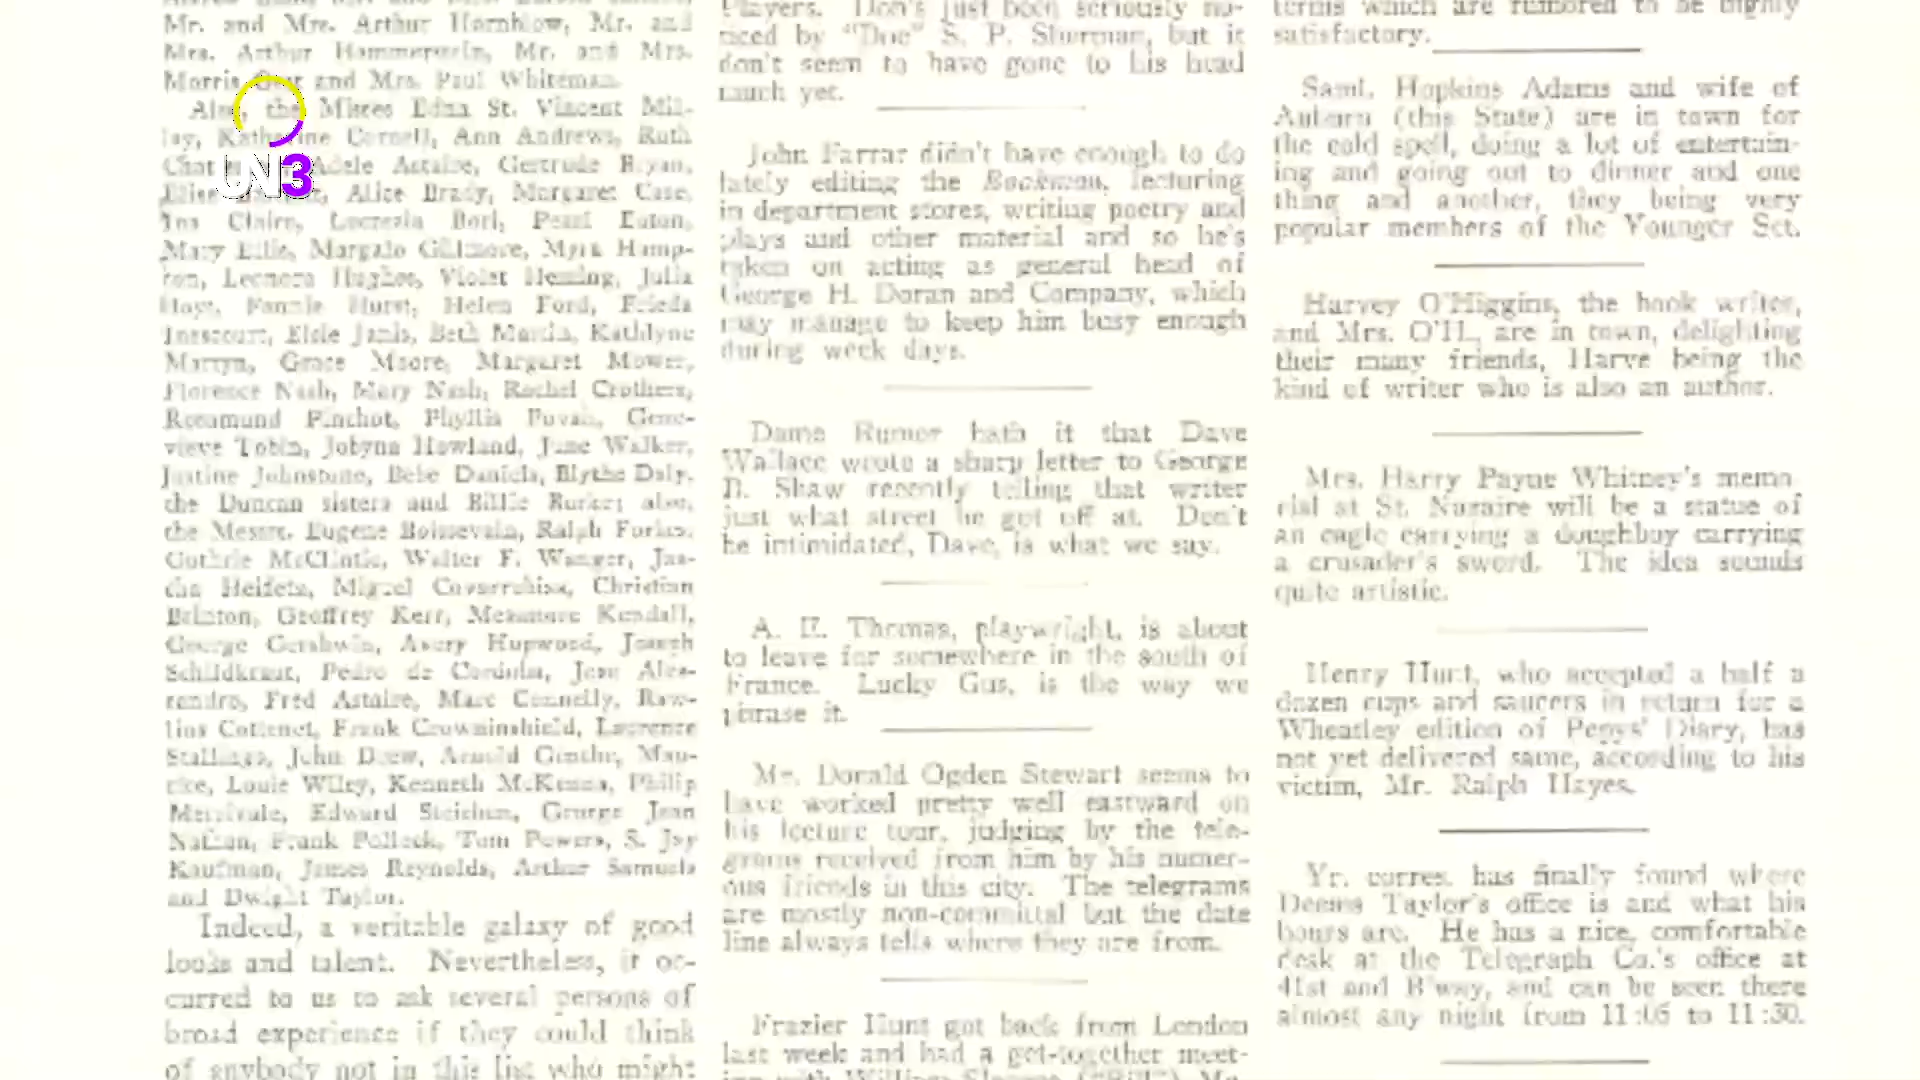 Mr. and Mrs. Arthur Hornblow, Mr. and
Mrs. Arthur Hammerstein, Mr. and Mrs.
Morris Gest and Mrs. Paul Whiteman.
Also, the Misses Edna St. Vincent Mil-
lay, Katharine Cornell, Ann Andrews, Ruth
Adele Astaire, Gertrude Bryan,
Alice Brady, Margaret Case,
Ina Claire, Lucrezia Bori, Pearl Eaton,
Mary Ellis, Margalo Gillmore, Myra Hamp-
ton, Leonora Hughes, Violet Heming, Julia
Hoyt, Fannie Hurst, Helen Ford, Frieda
Inescourt, Elsie Janis, Beth Martin, Kathlyne
Martyn, Grace Moore, Margaret Mower,
Florence Nash, Mary Nash, Rachel Crothers,
Rosamund Pinchot, Phyllis Povah, Gene-
vieve Tobin, Jobyna Howland, June Walker,
Justine Johnstone, Bebe Daniels, Blythe Daly,
the Duncan sisters and Billie Burke; also,
the Messrs. Eugene Boissevain, Ralph Forbes,
Guthrie McClintic, Walter F. Wanger, Jas-
cha Heifetz, Miguel Covarrubias, Christian
Brinton, Geoffrey Kerr, Messmore Kendall,
George Gershwin, Avery Hopwood, Joseph
Schildkraut, Pedro de Cordoba, Jose Ales-
sandro, Fred Astaire, Marc Connelly, Raw-
lins Cottenet, Frank Crowninshield, Laurence
Stallings, John Drew, Arnold Genthe, Mau-
rice, Louis Wiley, Kenneth McKenna, Philip
Merivale, Edward Steichen, George Jean
Nathan, Frank Pollock, Tom Powers, S. Jay
Kaufman, James Reynolds, Arthur Samuels
and Dwight Taylor.
Indeed, a veritable galaxy of good
looks and talent. Nevertheless, it oc-
curred to us to ask several persons of
broad experience if they could think
of anybody not in this list who might
Players. Don's just been seriously no-
ticed by "Doc" S. P. Sherman, but it
don't seem to have gone to his head
much yet.
John Farrar didn't have enough to do
lately editing the Bookman, lecturing
in department stores, writing poetry and
plays and other material and so he's
taken on acting as general head of
George H. Doran and Company, which
may manage to keep him busy enough
during week days.
Dame Rumor hath it that Dave
Wallace wrote a sharp letter to George
B. Shaw recently telling that writer
just what street he got off at. Don't
be intimidated, Dave, is what we say.
A. E. Thomas, playwright, is about
to leave for somewhere in the south of
France. Lucky Gus, is the way we
phrase it.
Mr. Donald Ogden Stewart seems to
have worked pretty well eastward on
his lecture tour, judging by the tele-
grams received from him by his numer-
ous friends in this city. The telegrams
are mostly non-committal but the date
line always tells where they are from.
Frazier Hunt got back from London
last week and had a get-together meet-
terms which are rumored to be highly
satisfactory.
Saml. Hopkins Adams and wife of
Auburn (this State) are in town for
the cold spell, doing a lot of entertain-
ing and going out to dinner and one
thing and another, they being very
popular members of the Younger Set.
Harvey O'Higgins, the book writer,
and Mrs. O'H., are in town, delighting
their many friends, Harve being the
kind of writer who is also an author.
Mrs. Harry Payne Whitney's memo-
rial at St. Nazaire will be a statue of
an eagle carrying a doughboy carrying
a crusader's sword. The idea sounds
quite artistic.
Henry Hurt, who accepted a half a
dozen cups and saucers in return for a
Wheatley edition of Pepys' Diary, has
not yet delivered same, according to his
victim, Mr. Ralph Hayes.
Yr. corres. has finally found where
Deems Taylor's office is and what his
hours are. He has a nice, comfortable
desk at the Telegraph Co.'s office at
41st and B'way, and can be seen there
almost any night from 11:05 to 11:30.
UN3